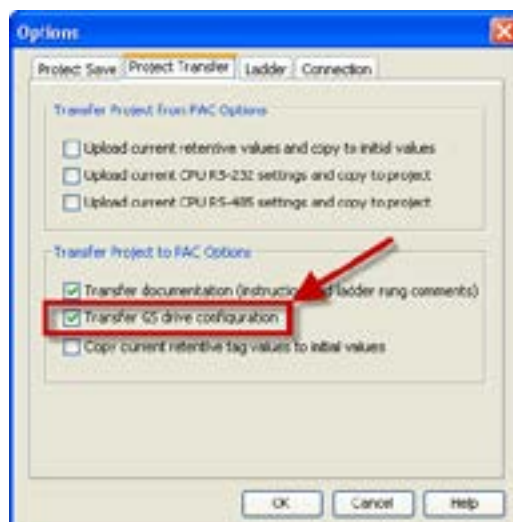 Options
Project Save Project Transfer Ladder Connection
Transfer Project from PAC Options
Upload current retentive values and copy to initial values
Upload current CPU RS-232 settings and copy to project
Upload current CPU RS-485 settings and copy to project
Transfer Project to PAC Options
Transfer documentation (instruction ladder rung comments)
Transfer GS drive configuration
Copy current retentive tag values to initial values
OK Cancel Help